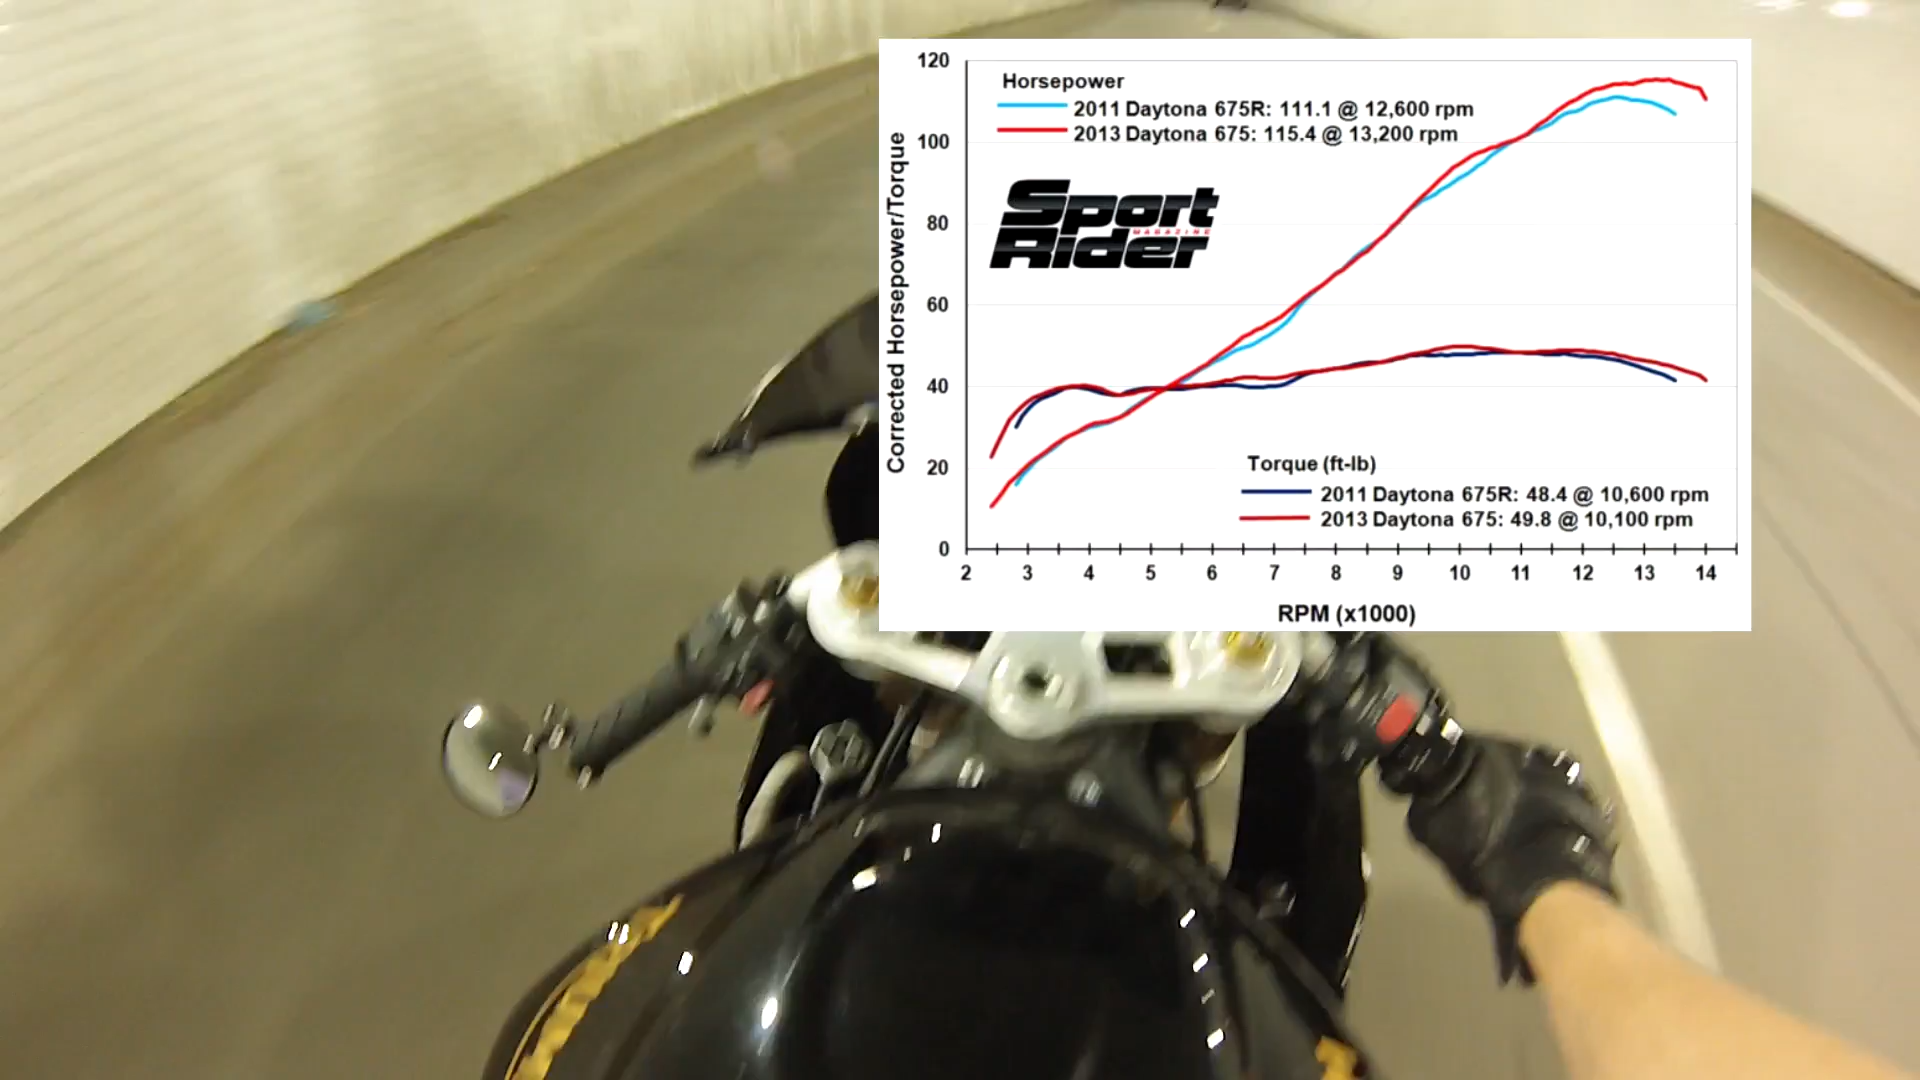 120
100
80
60
40
20
0
Corrected Horsepower/Torque
Horsepower
2011 Daytona 675R: 111.1 @ 12,600 rpm
2013 Daytona 675: 115.4 @ 13,200 rpm
Sport
MAGAZINE
Rider
Torque (ft-lb)
2011 Daytona 675R: 48.4 @ 10,600 rpm
2013 Daytona 675: 49.8 @ 10,100 rpm
2 3 4 5 6 7 8 9 10 11 12 13 14
RPM (x1000)